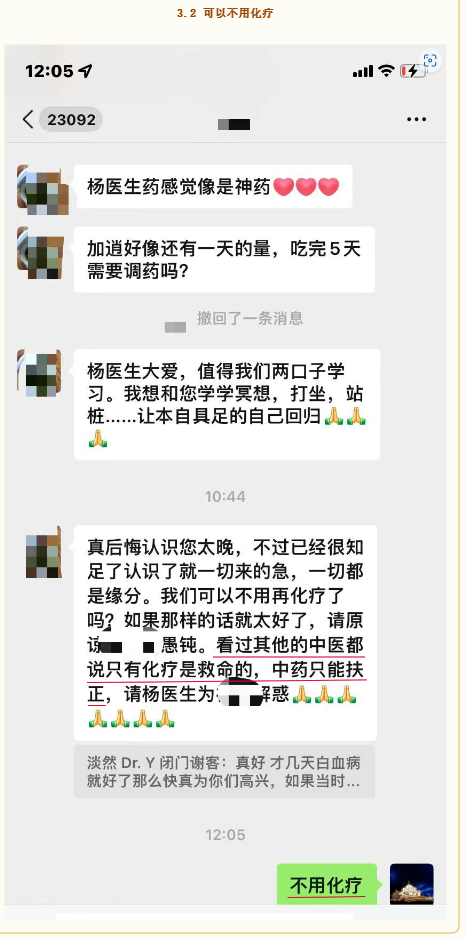 3.2 可以不用化疗
12:05
23092
杨医生药感觉像是神药
加逍好像还有一天的量，吃完5天
需要调药吗？
撤回了一条消息
杨医生大爱，值得我们两口子学
习。我想和您学学冥想，打坐，站
桩……让本自具足的自己回归
10:44
真后悔认识您太晚，不过已经很知
足了认识了就一切来的急，一切都
是缘分。我们可以不用再化疗了
吗？如果那样的话就太好了，请原
愚钝。看过其他的中医都
说只有化疗是救命的，中药只能扶
正，请杨医生为 惑
淡然 Dr. Y 闭门谢客：真好 才几天白血病
就好了那么快真为你们高兴，如果当时...
12:05
不用化疗